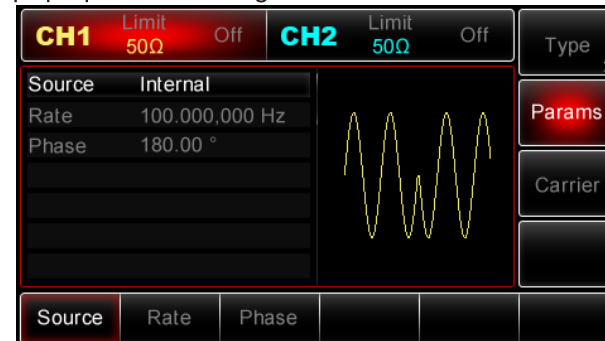 CH1 Limit 50Ω Off CH2 Limit 50Ω Off
Type
Source Internal
Rate 100.000,000 Hz
Phase 180.00 °
Params
Carrier
Source Rate Phase